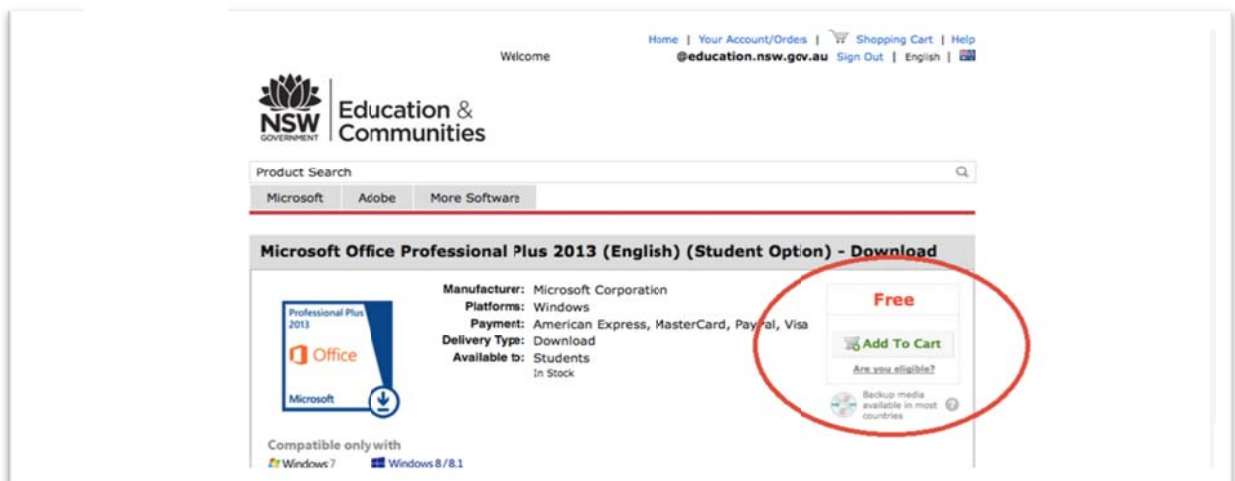 Home | Your Account/Orders | Shopping Cart | Help
Welcome @education.nsw.gov.au Sign Out | English |
NSW
GOVERNMENT
Education &
Communities
Product Search
Microsoft Adobe More Software
Microsoft Office Professional Plus 2013 (English) (Student Option) - Download
Manufacturer: Microsoft Corporation
Platforms: Windows
Payment: American Express, MasterCard, PayPal, Visa
Delivery Type: Download
Available to: Students
In Stock
Professional Plus
2013
Office
Microsoft
Free
Add To Cart
Are you eligible?
Backup media
available in most
countries
?
Compatible only with
Windows 7 Windows 8 / 8.1